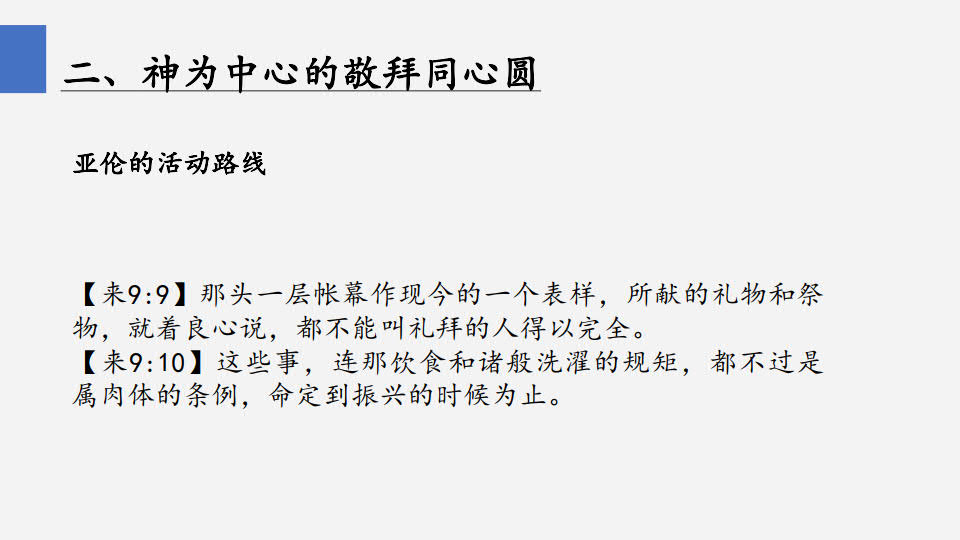 二、神为中心的敬拜同心圆
亚伦的活动路线
【来9:9】那头一层帐幕作现今的一个表样，所献的礼物和祭
物，就着良心说，都不能叫礼拜的人得以完全。
【来9:10】这些事，连那饮食和诸般洗濯的规矩，都不过是
属肉体的条例，命定到振兴的时候为止。